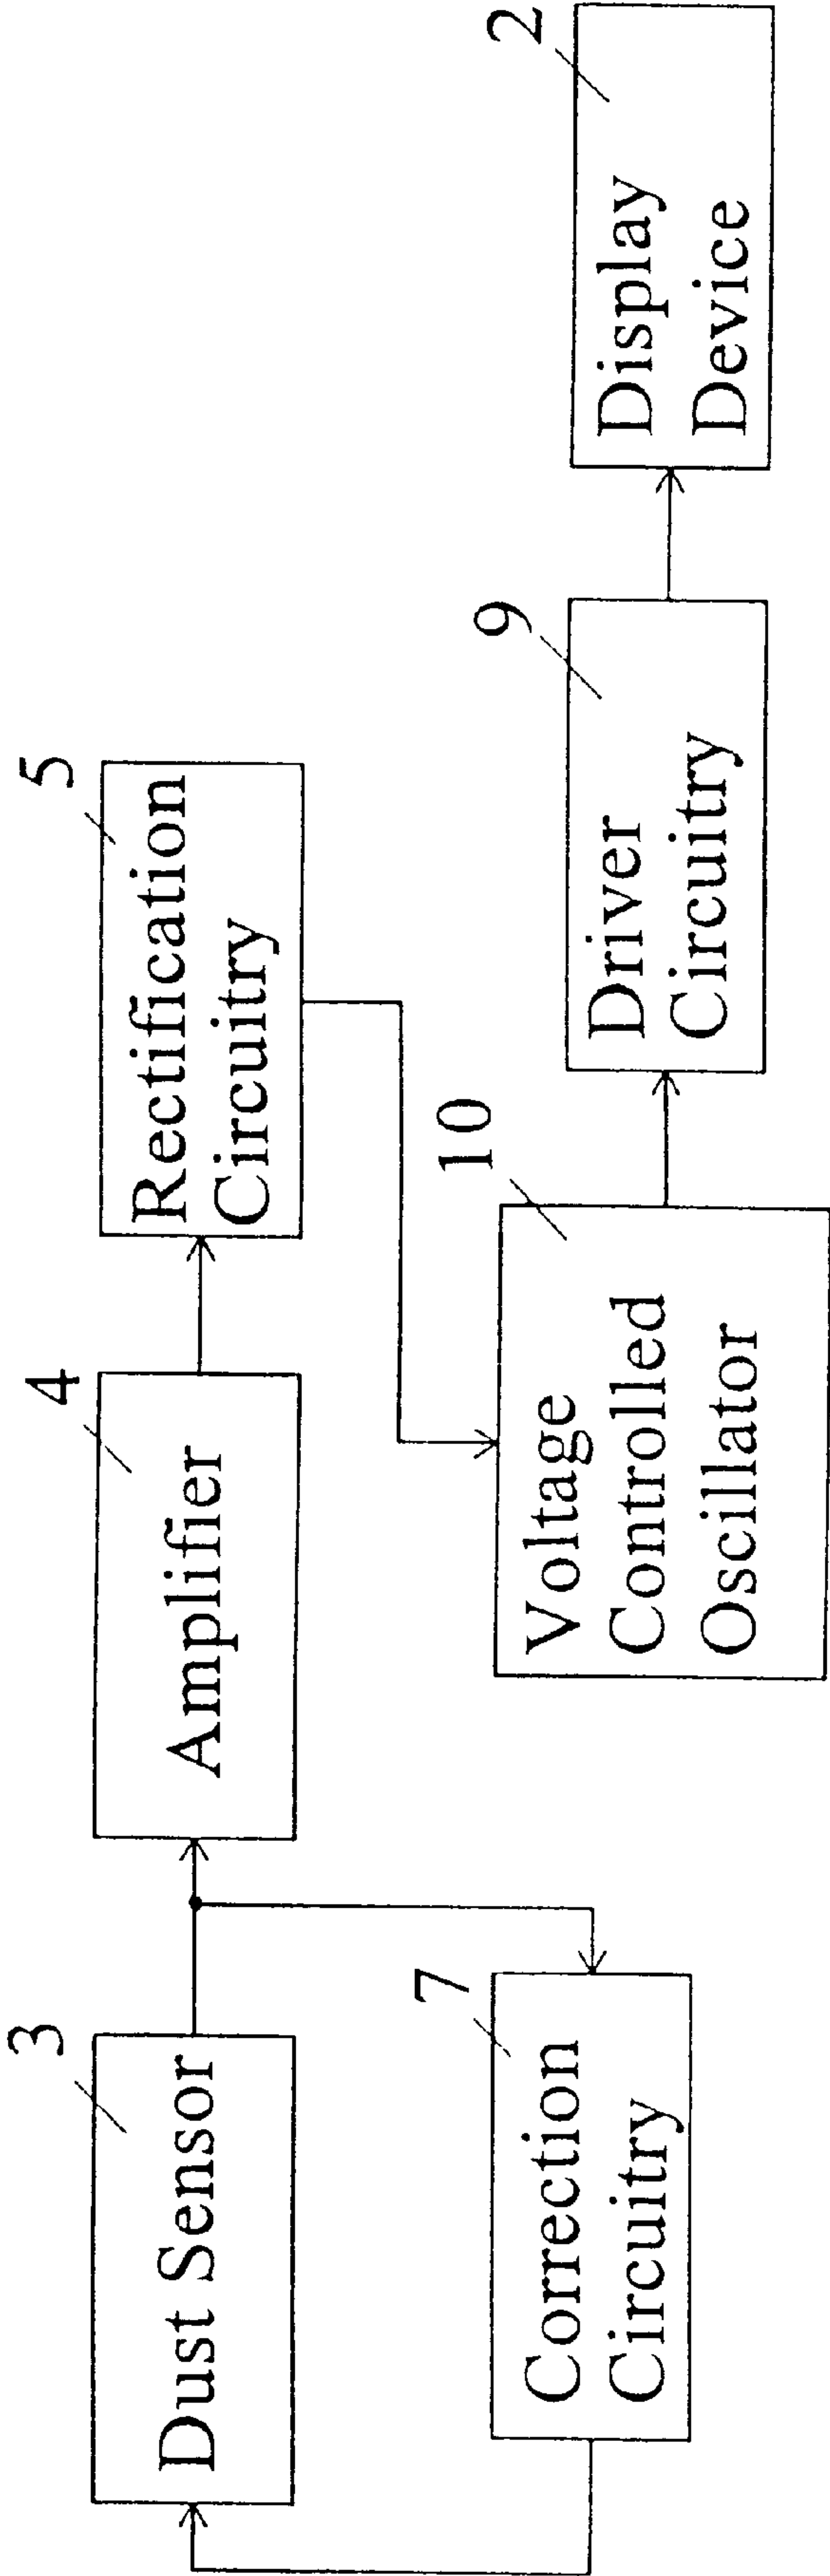 3
Dust Sensor
4
Amplifier
5
Rectification
Circuitry
7
Correction
Circuitry
10
Voltage
Controlled
Oscillator
9
Driver
Circuitry
2
Display
Device